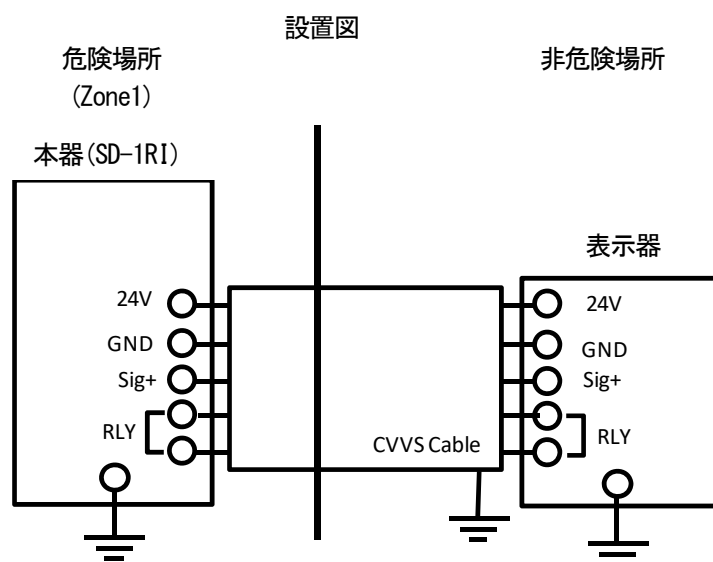 設置図
危険場所
(Zone1)
非危険場所
本器(SD-1RI)
表示器
24V
GND
Sig+
RLY
CVVS Cable
24V
GND
Sig+
RLY